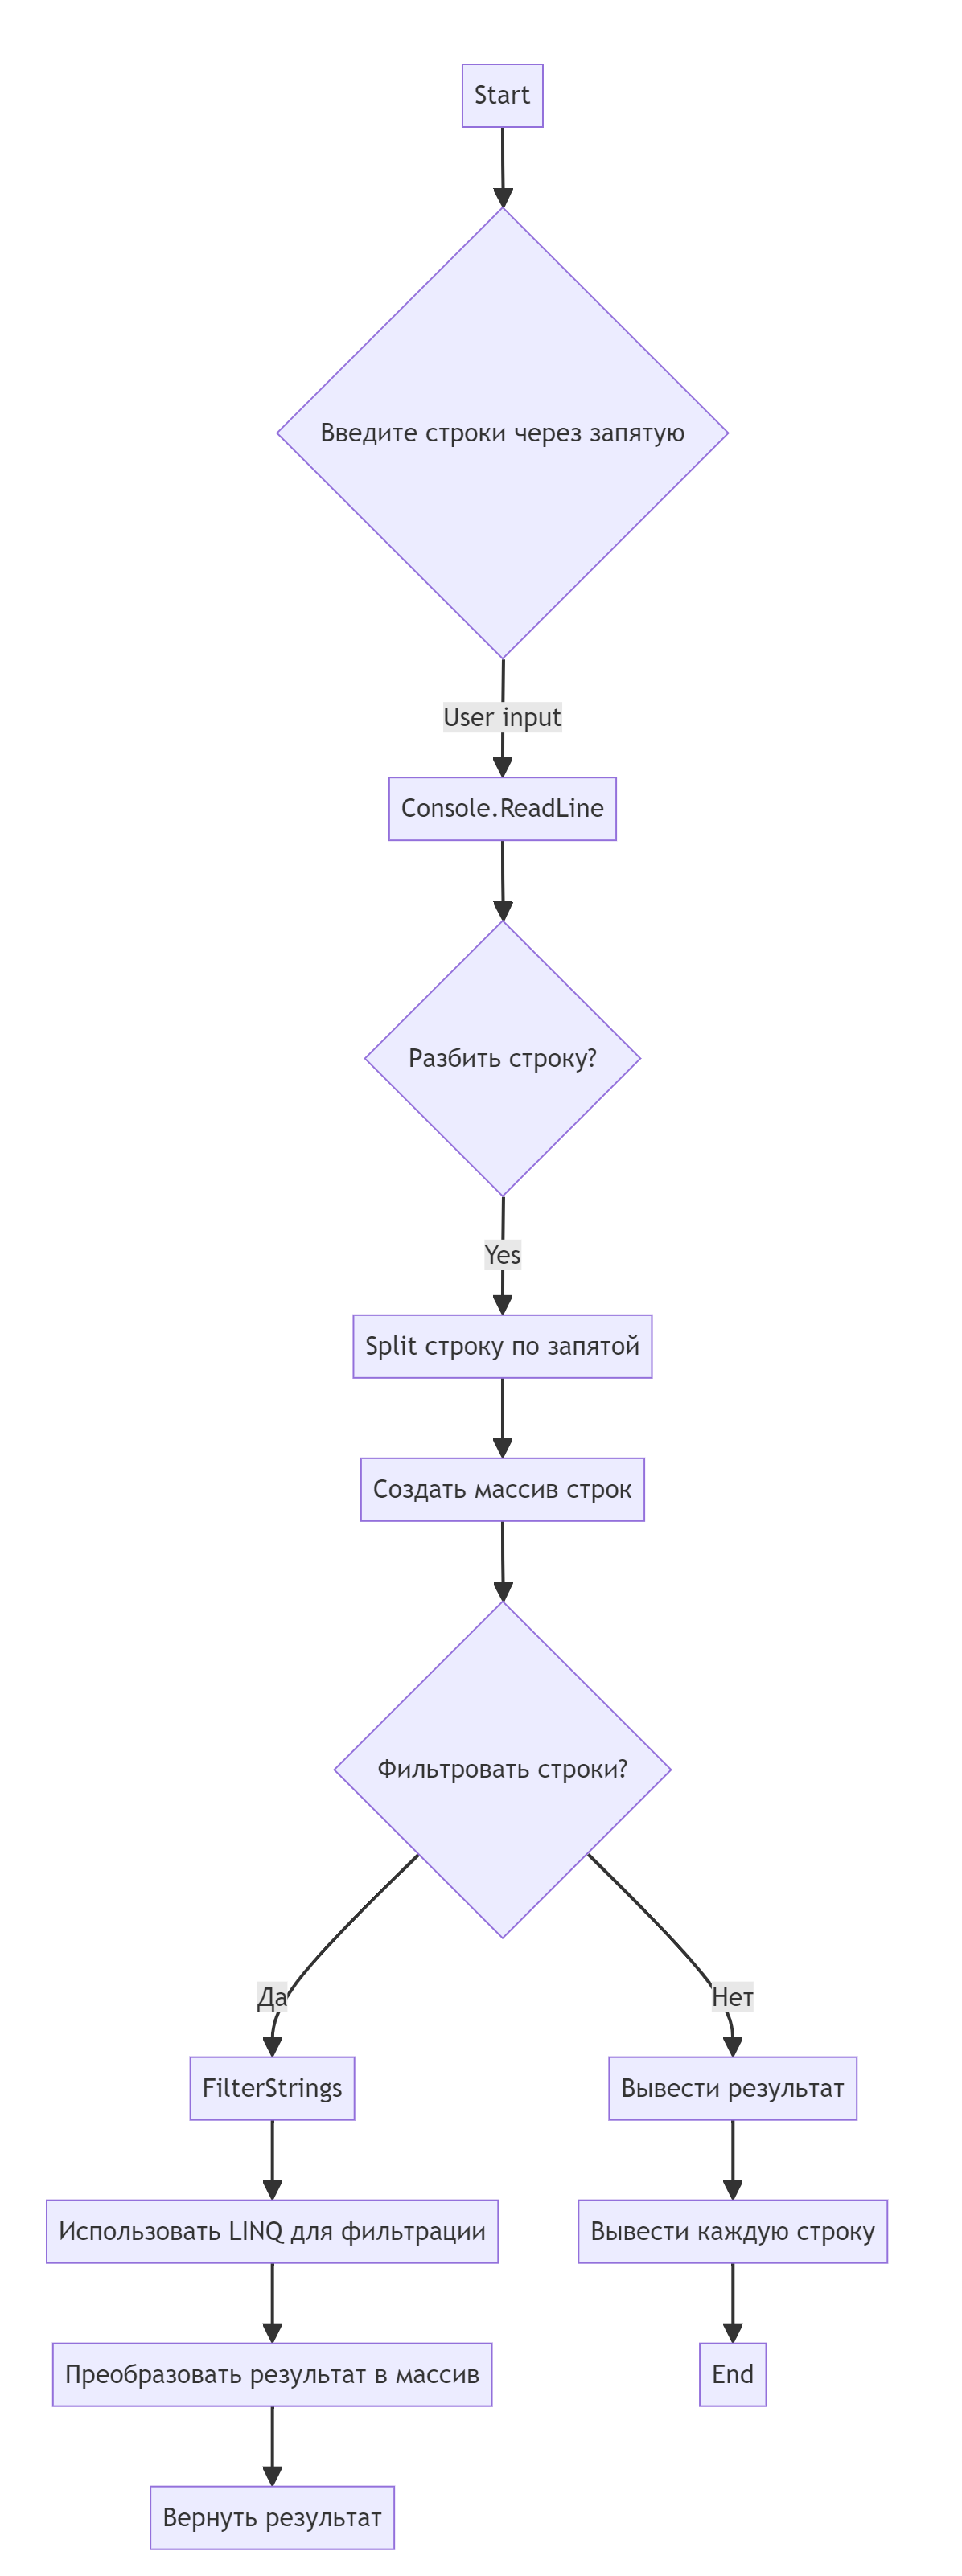 Start
Введите строки через запятую
User input
Console.ReadLine
Разбить строку?
Yes
Split строку по запятой
Создать массив строк
Фильтровать строки?
Да
Нет
FilterStrings
Вывести результат
Использовать LINQ для фильтрации
Вывести каждую строку
Преобразовать результат в массив
End
Вернуть результат